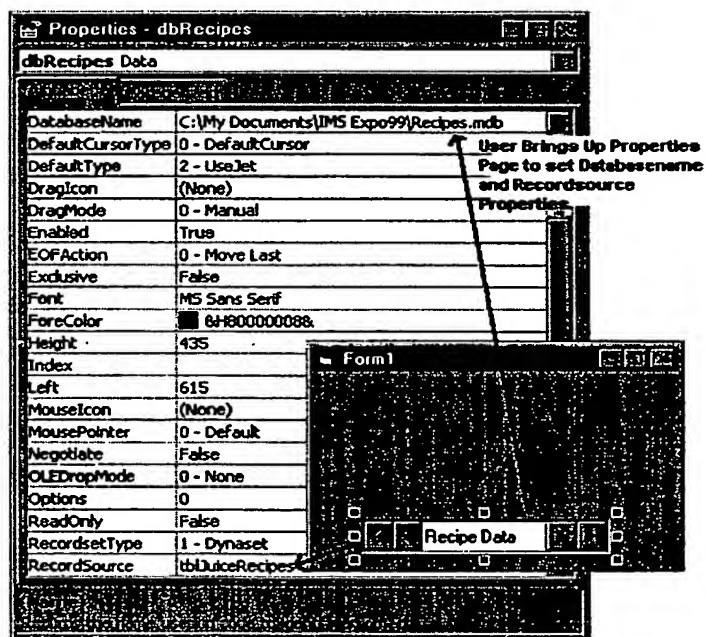 Properties - dbRecipes
dbRecipes Data
DatabaseName C:\My Documents\IMS Expo99\Recipes.mdb
DefaultCursorType 0 - DefaultCursor
DefaultType 2 - UseJet
DragIcon (None)
DragMode 0 - Manual
Enabled True
EOFAction 0 - Move Last
Exclusive False
Font MS Sans Serif
ForeColor &H80000008&
Height 435
Index
Left 615
MouseIcon (None)
MousePointer 0 - Default
Negotiate False
OLEDropMode 0 - None
Options 0
ReadOnly False
RecordsetType 1 - Dynaset
RecordSource tblJuiceRecipes
User Brings Up Properties
Page to set Databasename
and Recordsource
Properties
Form1
Recipe Data